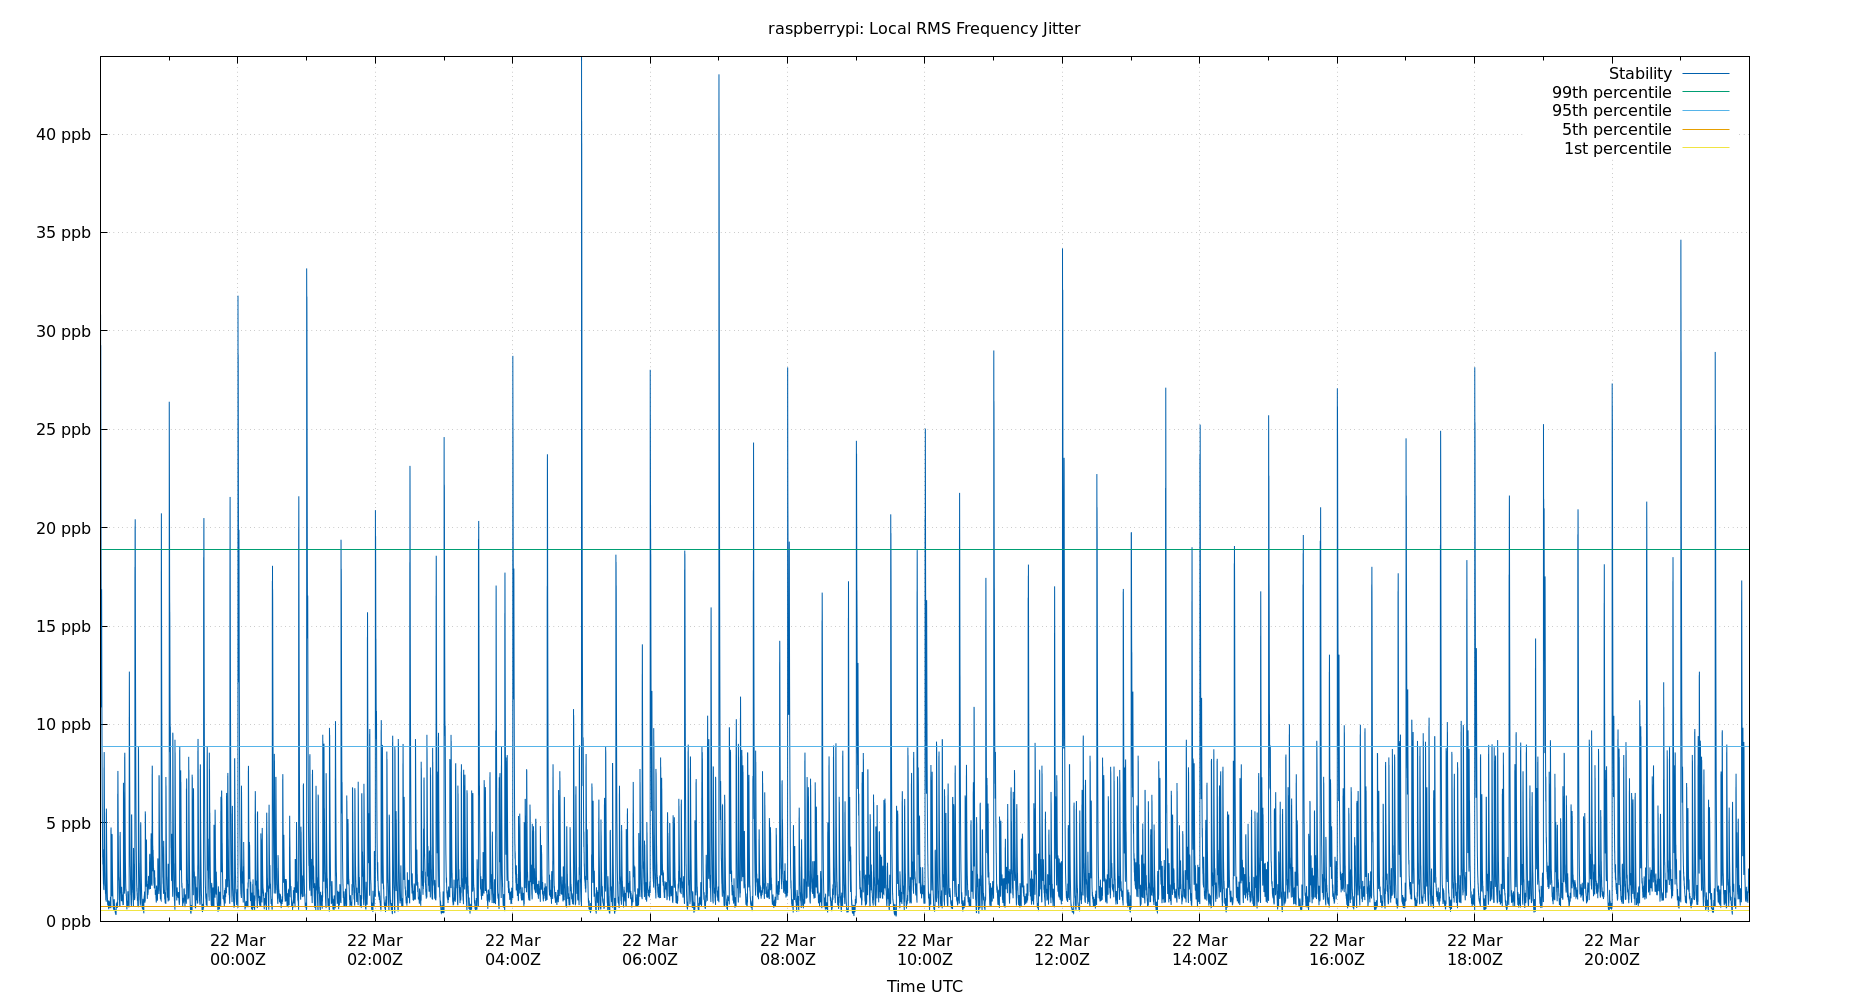 raspberrypi: Local RMS Frequency Jitter
Stability
99th percentile
95th percentile
5th percentile
1st percentile
40 ppb
35 ppb
30 ppb
25 ppb
20 ppb
15 ppb
10 ppb
5 ppb
0 ppb
22 Mar 22 Mar 22 Mar 22 Mar 22 Mar 22 Mar 22 Mar 22 Mar 22 Mar 22 Mar 22 Mar
00:00Z 02:00Z 04:00Z 06:00Z 08:00Z 10:00Z 12:00Z 14:00Z 16:00Z 18:00Z 20:00Z
Time UTC